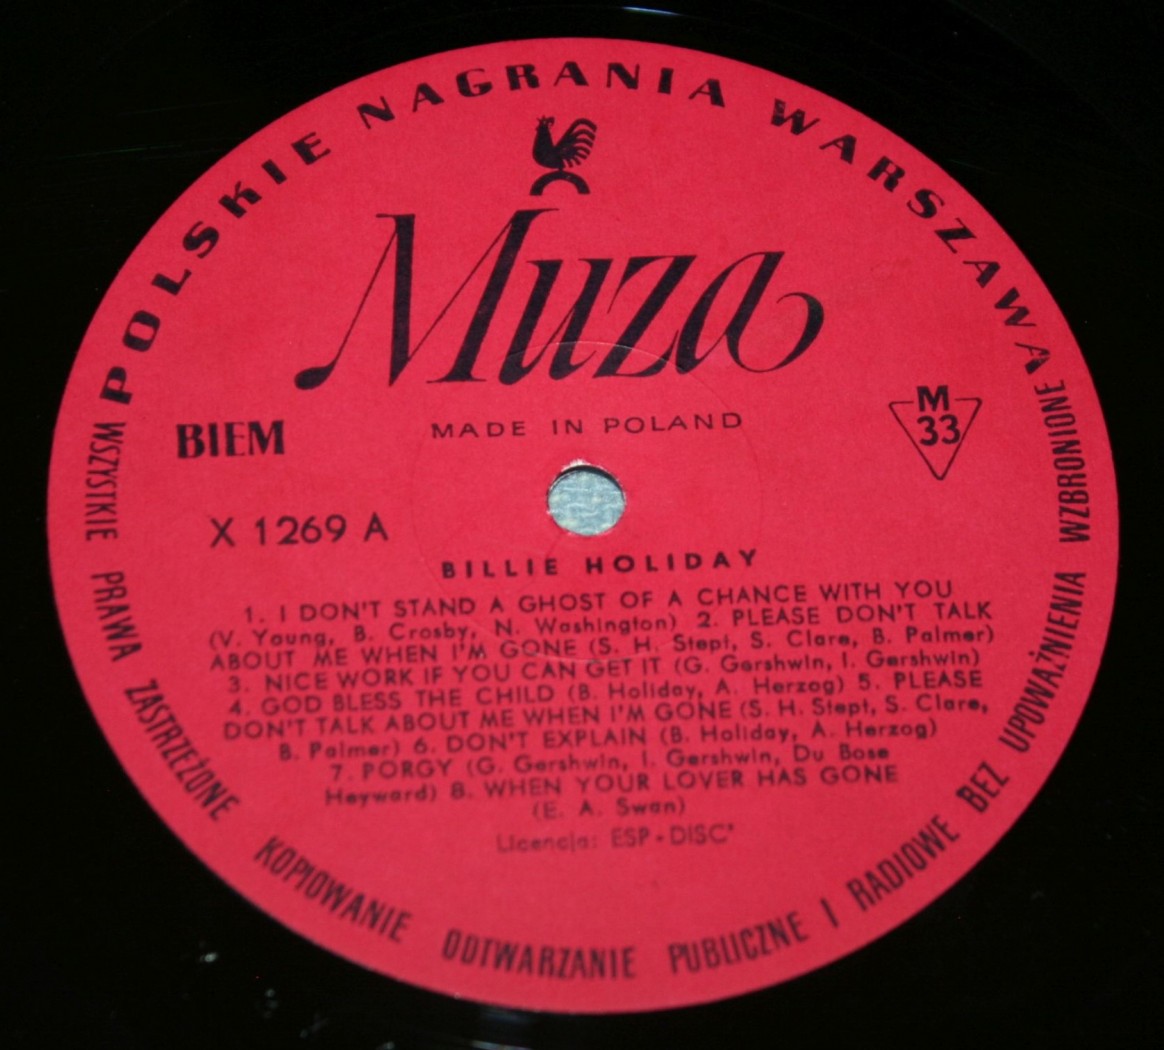 POLSKIE NAGRANIA WARSZAWA
Muza
MADE IN POLAND
BIEM
M
33
X 1269 A
BILLIE HOLIDAY
1. I DON'T STAND A GHOST OF A CHANCE WITH YOU
(V. Young, B. Crosby, N. Washington) 2. PLEASE DON'T TALK
ABOUT ME WHEN I'M GONE (S. H. Stept, S. Clare, B. Palmer)
3. NICE WORK IF YOU CAN GET IT (G. Gershwin, I. Gershwin)
4. GOD BLESS THE CHILD (B. Holiday, A. Herzog) 5. PLEASE
DON'T TALK ABOUT ME WHEN I'M GONE (S. H. Stept, S. Clare,
B. Palmer) 6. DON'T EXPLAIN (B. Holiday, A. Herzog)
7. PORGY (G. Gershwin, I. Gershwin, Du Bose
Heyward) 8. WHEN YOUR LOVER HAS GONE
(E. A. Swan)
Licencja: ESP-DISC'
WSZYSTKIE PRAWA ZASTRZEŻONE KOPIOWANIE ODTWARZANIE PUBLICZNE I RADIOWE BEZ UPOWAŻNIENIA WZBRONIONE